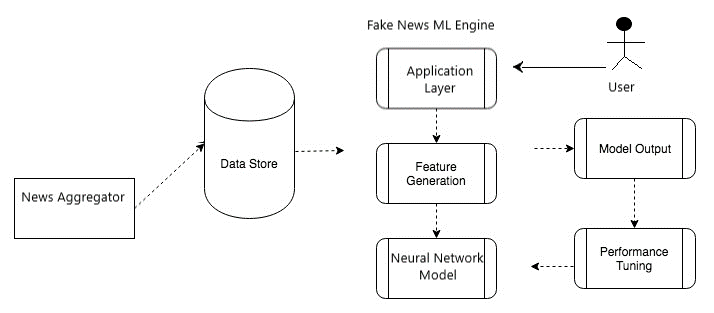 Fake News ML Engine
Application
Layer
User
Data Store
Feature
Generation
Model Output
News Aggregator
Neural Network
Model
Performance
Tuning